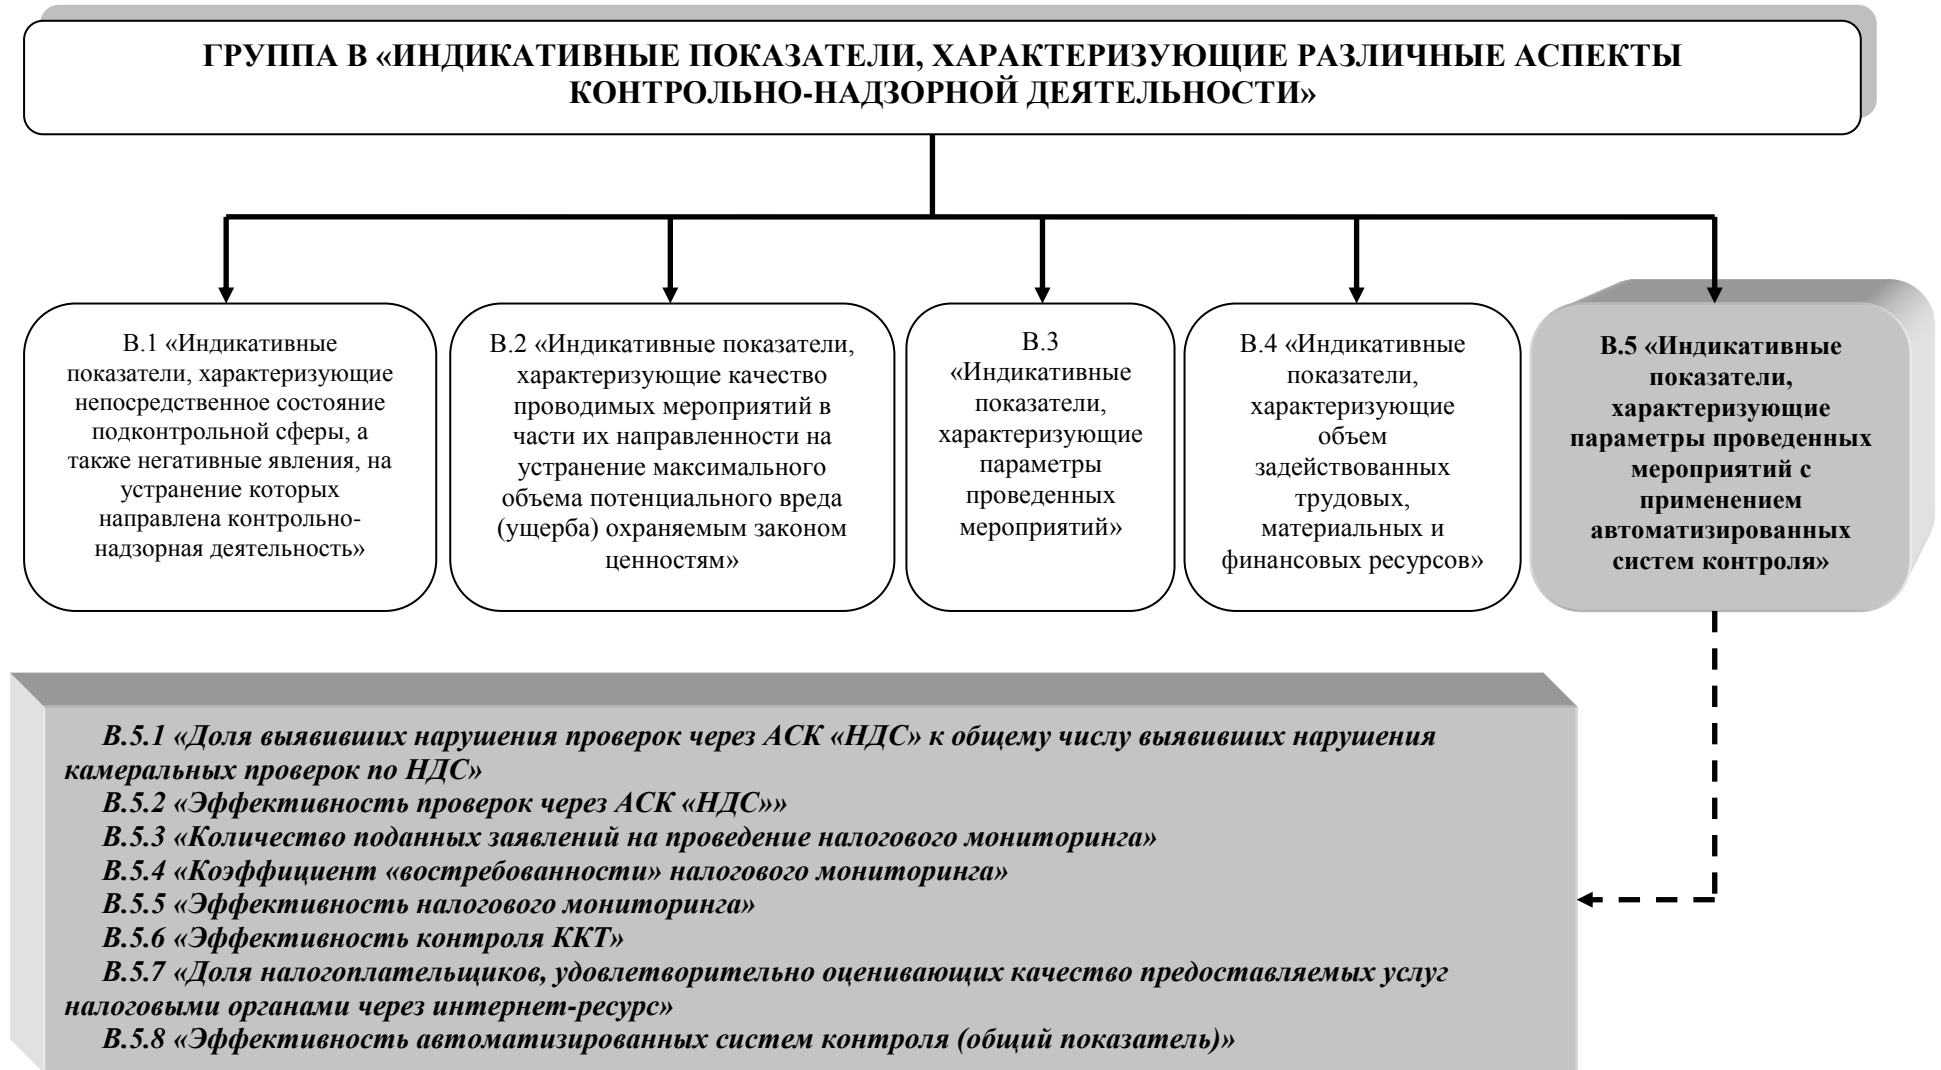 ГРУППА В «ИНДИКАТИВНЫЕ ПОКАЗАТЕЛИ, ХАРАКТЕРИЗУЮЩИЕ РАЗЛИЧНЫЕ АСПЕКТЫ
КОНТРОЛЬНО-НАДЗОРНОЙ ДЕЯТЕЛЬНОСТИ»
В.1 «Индикативные
показатели, характеризующие
непосредственное состояние
подконтрольной сферы, а
также негативные явления, на
устранение которых
направлена контрольно-
надзорная деятельность»
В.2 «Индикативные показатели,
характеризующие качество
проводимых мероприятий в
части их направленности на
устранение максимального
объема потенциального вреда
(ущерба) охраняемым законом
ценностям»
В.3
«Индикативные
показатели,
характеризующие
параметры
проведенных
мероприятий»
В.4 «Индикативные
показатели,
характеризующие
объем
задействованных
трудовых,
материальных и
финансовых ресурсов»
В.5 «Индикативные
показатели,
характеризующие
параметры проведенных
мероприятий с
применением
автоматизированных
систем контроля»
В.5.1 «Доля выявивших нарушения проверок через АСК «НДС» к общему числу выявивших нарушения
камеральных проверок по НДС»
В.5.2 «Эффективность проверок через АСК «НДС»»
В.5.3 «Количество поданных заявлений на проведение налогового мониторинга»
В.5.4 «Коэффициент «востребованности» налогового мониторинга»
В.5.5 «Эффективность налогового мониторинга»
В.5.6 «Эффективность контроля ККТ»
В.5.7 «Доля налогоплательщиков, удовлетворительно оценивающих качество предоставляемых услуг
налоговыми органами через интернет-ресурс»
В.5.8 «Эффективность автоматизированных систем контроля (общий показатель)»